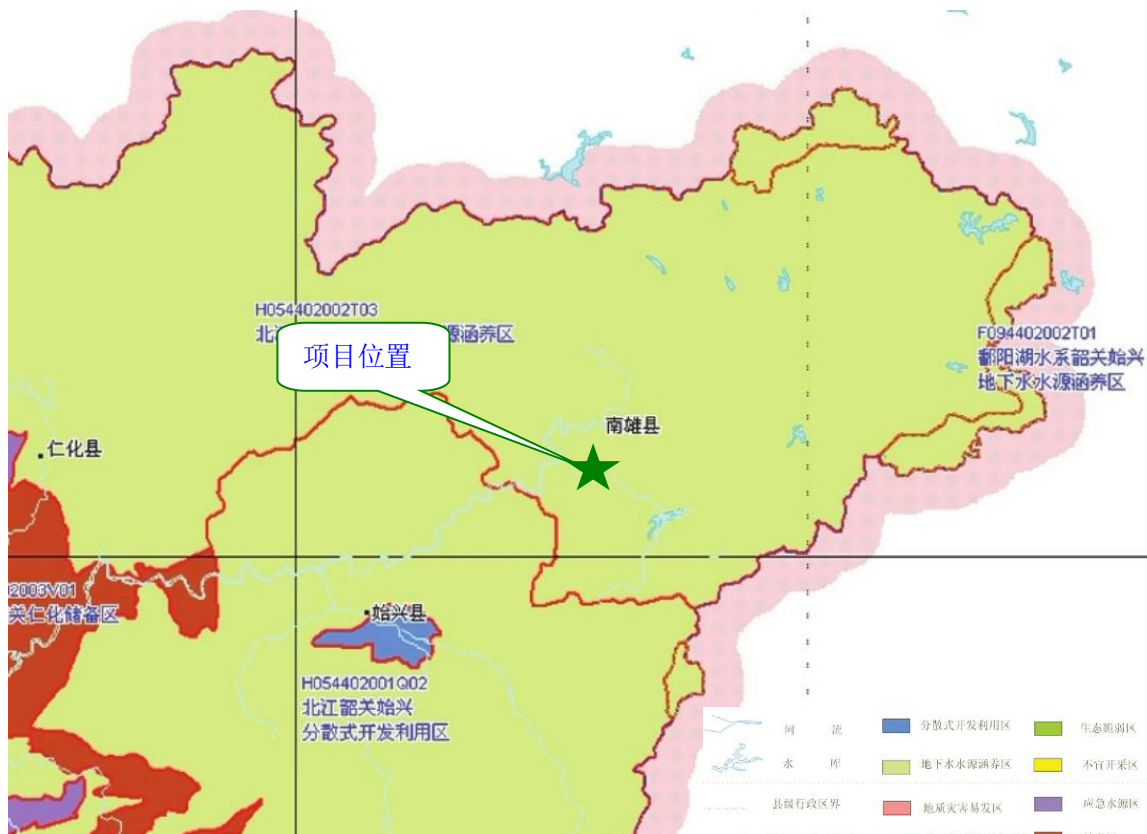 H054402002T03
北江
源涵养区
项目位置
F094402002T01
鄱阳湖水系韶关始兴
地下水水源涵养区
南雄县
仁化县
02003V01
关仁化储备区
始兴县
H054402001Q02
北江韶关始兴
分散式开发利用区
河 流
分散式开发利用区
生态脆弱区
水 库
地下水水源涵养区
不宜开采区
县级行政区界
地质灾害易发区
应急水源区